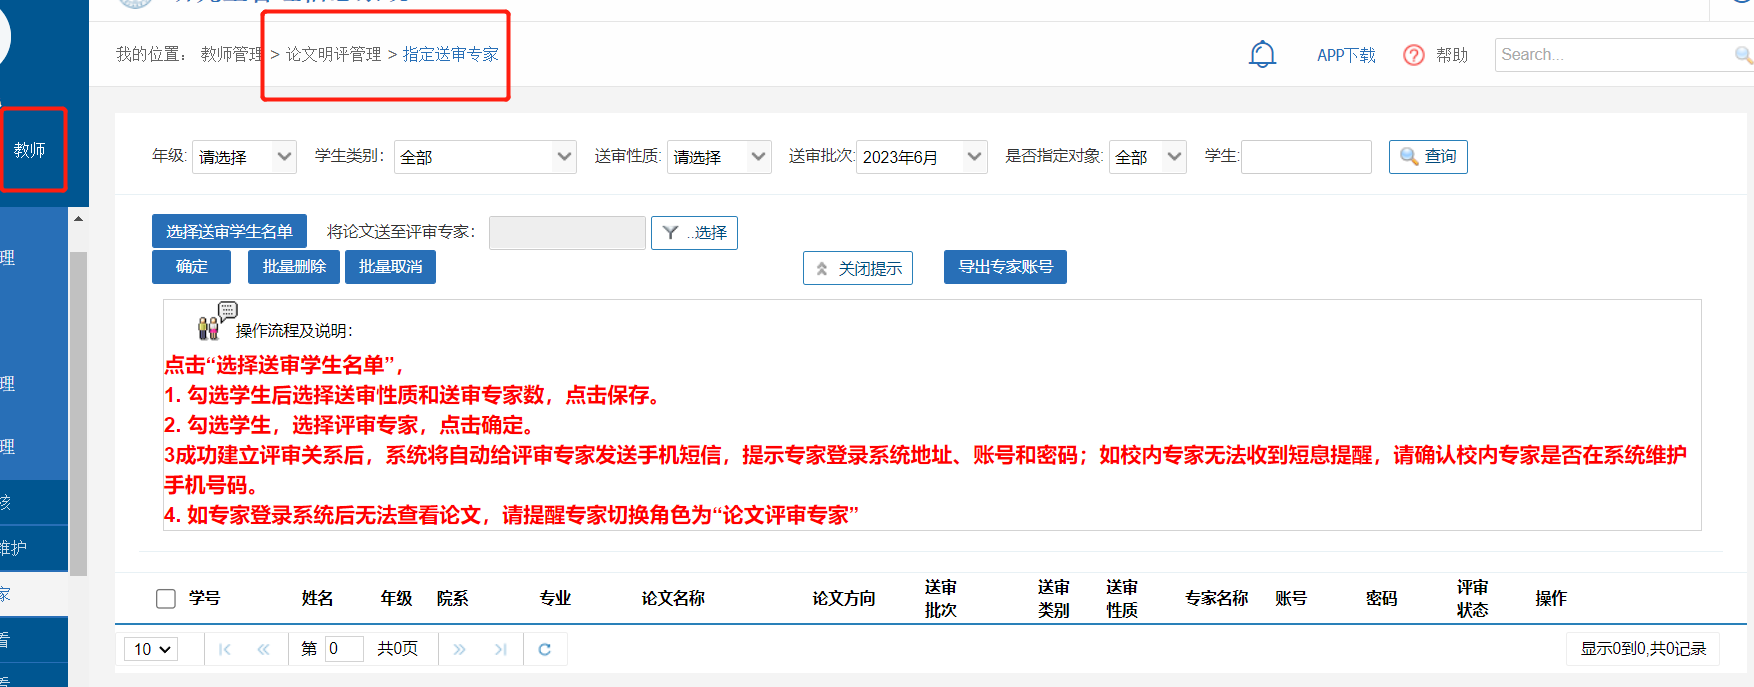 我的位置： 教师管理 > 论文明评管理 > 指定送审专家
APP下载
帮助
Search...
教师
理
理
理
核
维护
家
看
看
年级: 请选择 学生类别： 全部 送审性质: 请选择 送审批次: 2023年6月 是否指定对象: 全部 学生: 查询
选择送审学生名单 将论文送至评审专家： ..选择
确定 批量删除 批量取消 关闭提示 导出专家账号
操作流程及说明：
点击“选择送审学生名单”，
1. 勾选学生后选择送审性质和送审专家数，点击保存。
2. 勾选学生，选择评审专家，点击确定。
3成功建立评审关系后，系统将自动给评审专家发送手机短信，提示专家登录系统地址、账号和密码；如校内专家无法收到短息提醒，请确认校内专家是否在系统维护
手机号码。
4. 如专家登录系统后无法查看论文，请提醒专家切换角色为“论文评审专家”
学号 姓名 年级 院系 专业 论文名称 论文方向 送审批次 送审类别 送审性质 专家名称 账号 密码 评审状态 操作
10 第 0 共0页 显示0到0,共0记录